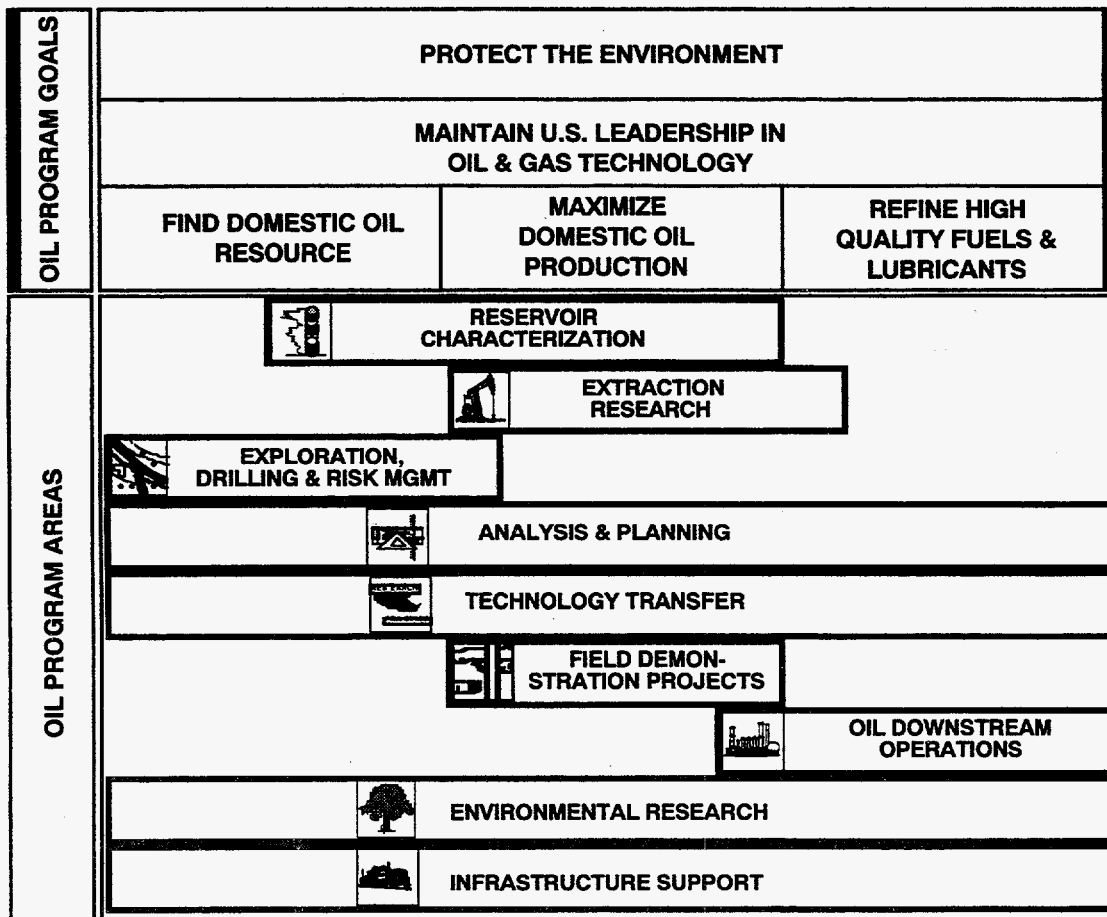 OIL PROGRAM GOALS
PROTECT THE ENVIRONMENT
MAINTAIN U.S. LEADERSHIP IN
OIL & GAS TECHNOLOGY
FIND DOMESTIC OIL
RESOURCE
MAXIMIZE
DOMESTIC OIL
PRODUCTION
REFINE HIGH
QUALITY FUELS &
LUBRICANTS
OIL PROGRAM AREAS
RESERVOIR
CHARACTERIZATION
EXTRACTION
RESEARCH
EXPLORATION,
DRILLING & RISK MGMT
ANALYSIS & PLANNING
TECHNOLOGY TRANSFER
FIELD DEMON-
STRATION PROJECTS
OIL DOWNSTREAM
OPERATIONS
ENVIRONMENTAL RESEARCH
INFRASTRUCTURE SUPPORT